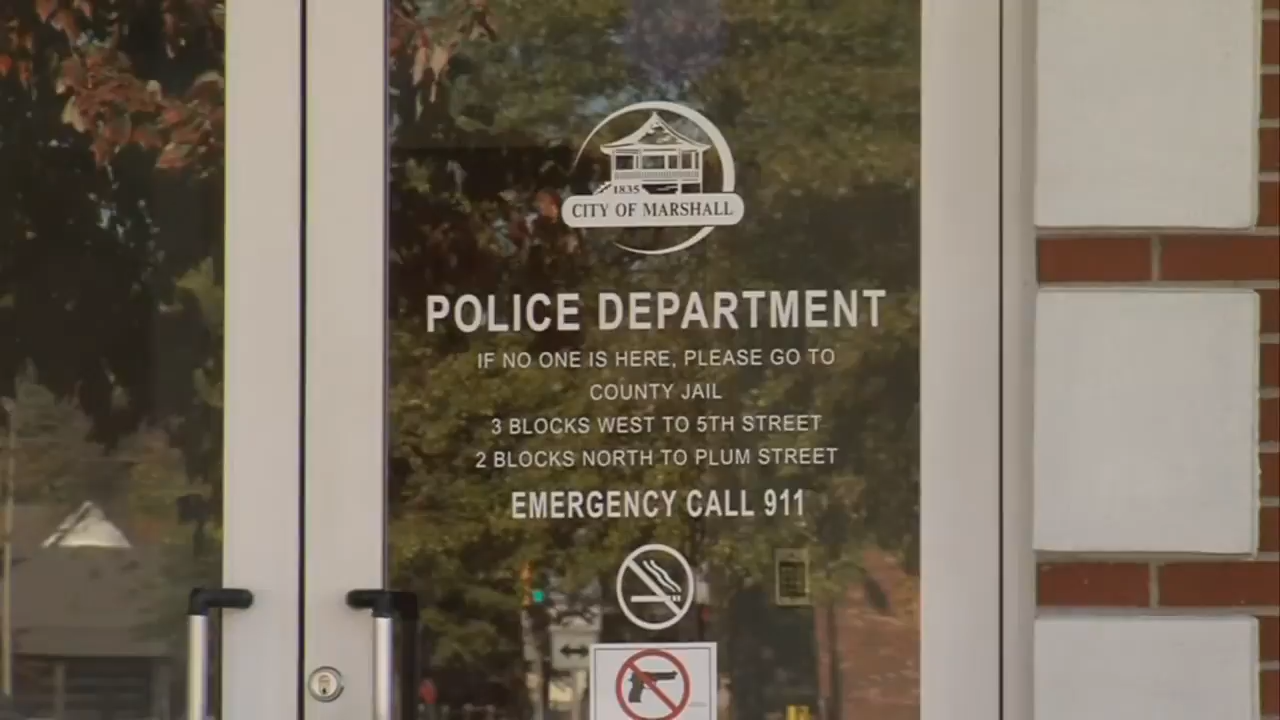 1835
CITY OF MARSHALL
POLICE DEPARTMENT
IF NO ONE IS HERE, PLEASE GO TO
COUNTY JAIL
3 BLOCKS WEST TO 5TH STREET
2 BLOCKS NORTH TO PLUM STREET
EMERGENCY CALL 911